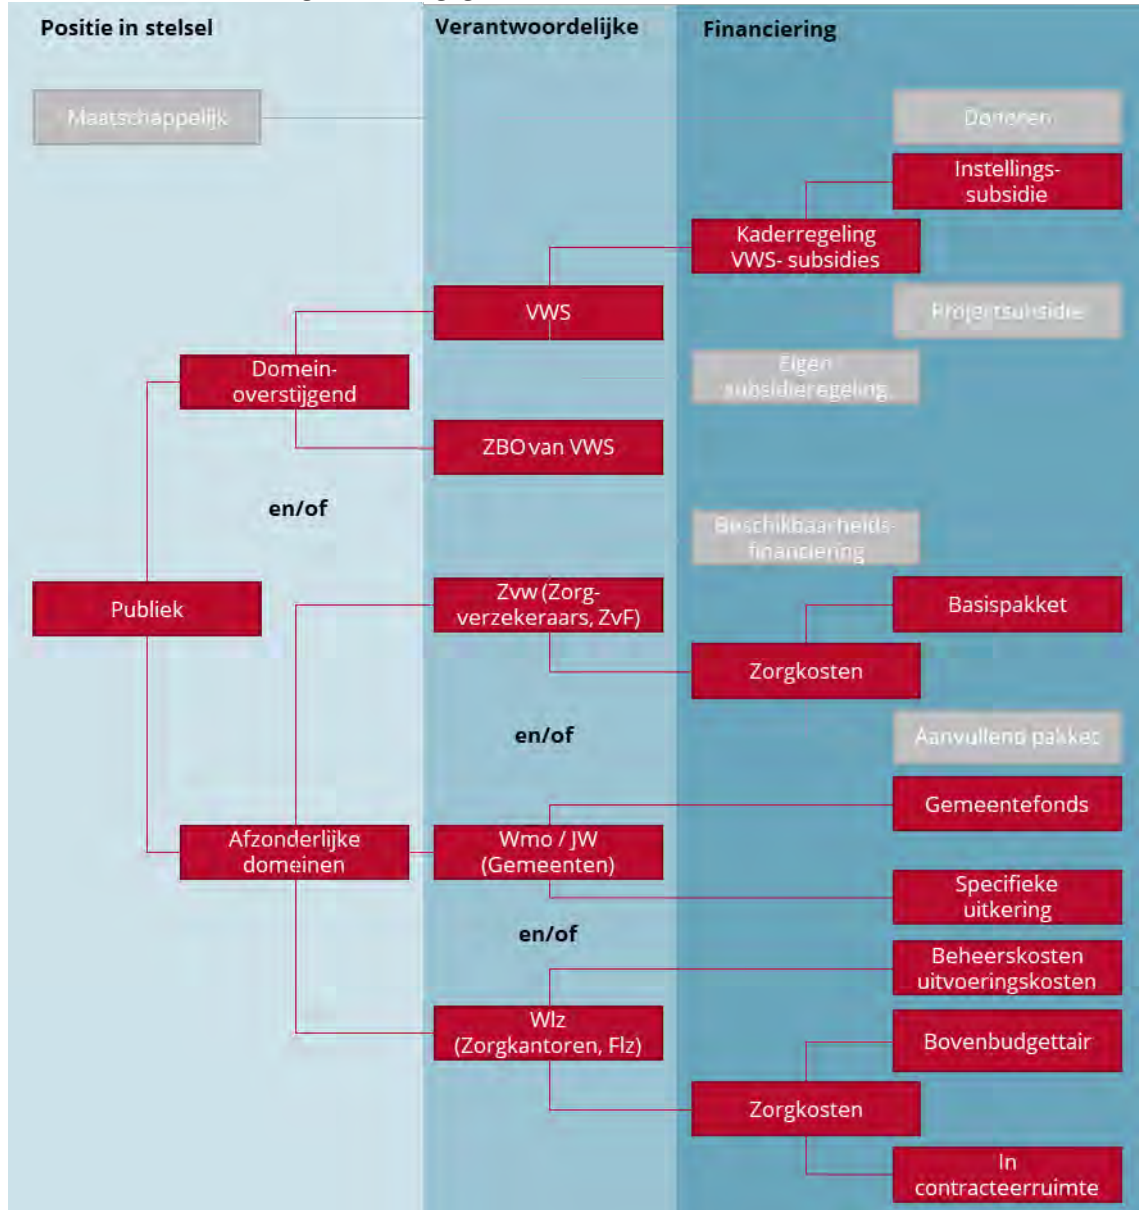 Positie in stelsel
Verantwoordelijke
Financiering
Maatschappelijk
Donoren
Instellings-
subsidie
Kaderregeling
VWS- subsidies
VWS
Projectsubsidie
Eigen
subsidieregeling
Domein-
overstijgend
ZBO van VWS
en/of
Beschikbaarheids-
financiering
Publiek
Zvw (Zorg-
verzekeraars, ZvF)
Basispakket
Zorgkosten
en/of
Aanvullend pakket
Gemeentefonds
Afzonderlijke
domeinen
Wmo / JW
(Gemeenten)
Specifieke
uitkering
en/of
Beheerskosten
uitvoeringskosten
Wlz
(Zorgkantoren, Flz)
Bovenbudgettair
Zorgkosten
In
contracteerruimte